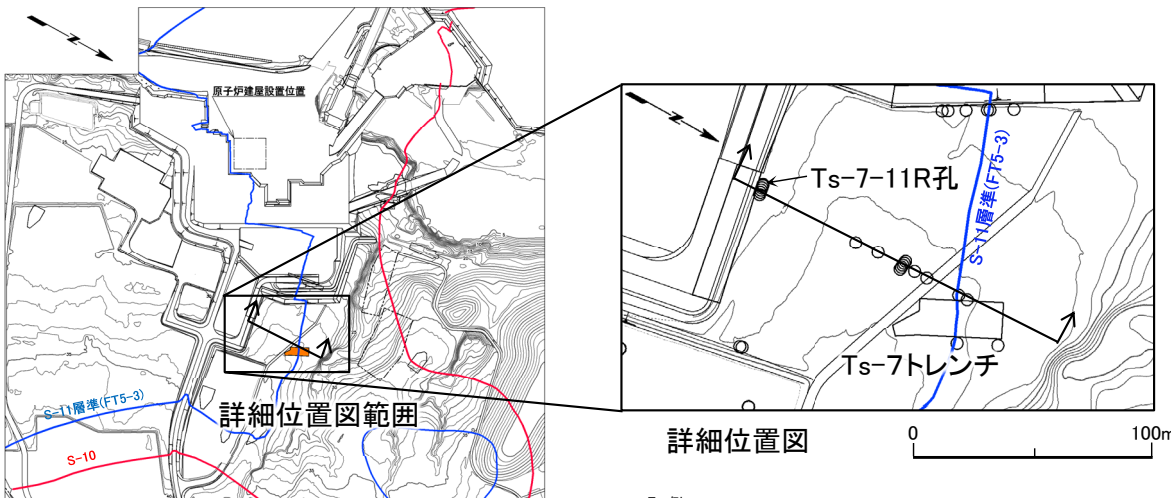 N
原子炉建屋設置位置
S-11層準(FT5-3)
S-10
詳細位置図範囲
N
Ts-7-11R孔
S-11層準(FT5-3)
Ts-7トレンチ
詳細位置図
0 100m